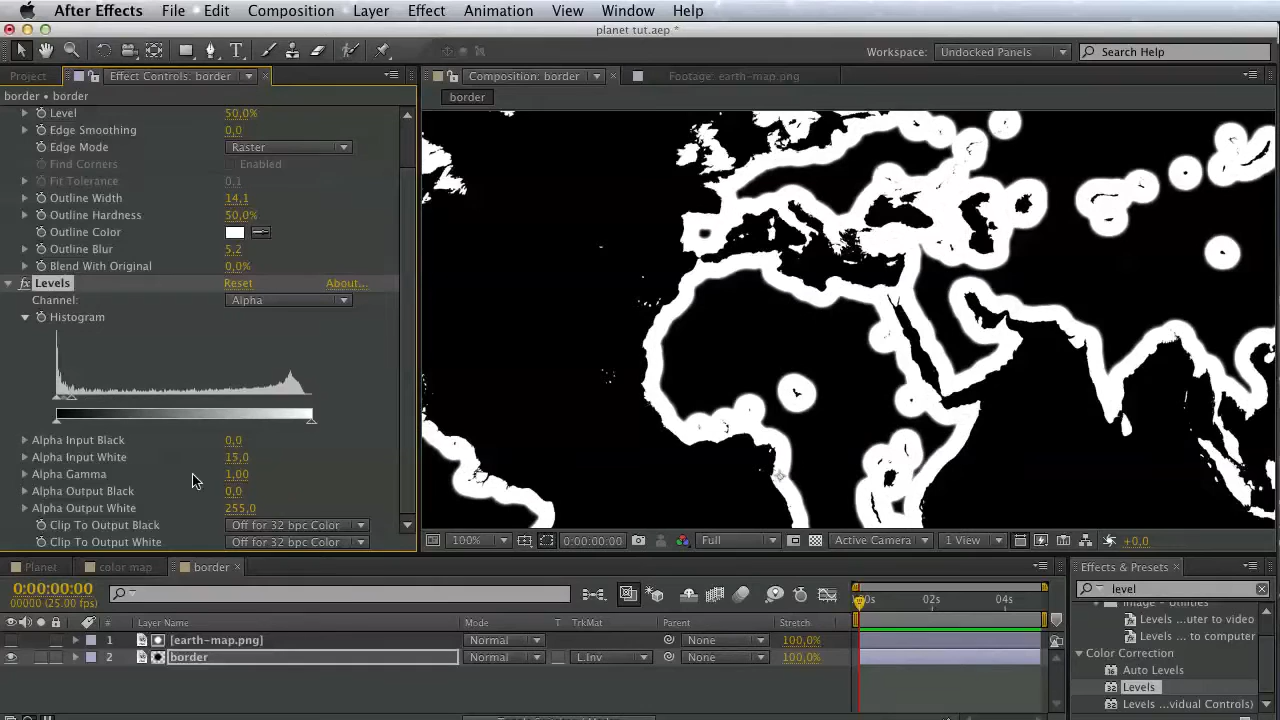 After Effects File Edit Composition Layer Effect Animation View Window Help
planet tut.aep *
Workspace: Undocked Panels Search Help
Project Effect Controls: border Composition: border Footage: earth-map.png
border • border
border
Level 50,0%
Edge Smoothing 0,0
Edge Mode Raster
Find Corners Enabled
Fit Tolerance 0.1
Outline Width 14,1
Outline Hardness 50,0%
Outline Color
Outline Blur 5,2
Blend With Original 0,0%
fx Levels Reset About...
Channel: Alpha
Histogram
Alpha Input Black 0,0
Alpha Input White 15,0
Alpha Gamma 1,00
Alpha Output Black 0,0
Alpha Output White 255,0
Clip To Output Black Off for 32 bpc Color
Clip To Output White Off for 32 bpc Color
100% 0:00:00:00 Full Active Camera 1 View +0,0
Planet color map border
Effects & Presets
0:00:00:00
00000 (25.00 fps)
00s 02s 04s
level
# Layer Name Mode T TrkMat Parent Stretch
1 [earth-map.png] Normal None 100,0%
2 border Normal L.Inv None 100,0%
Image - Utilities
Levels ...uter to video
Levels ... to computer
Color Correction
Auto Levels
Levels
Levels ...vidual Controls)